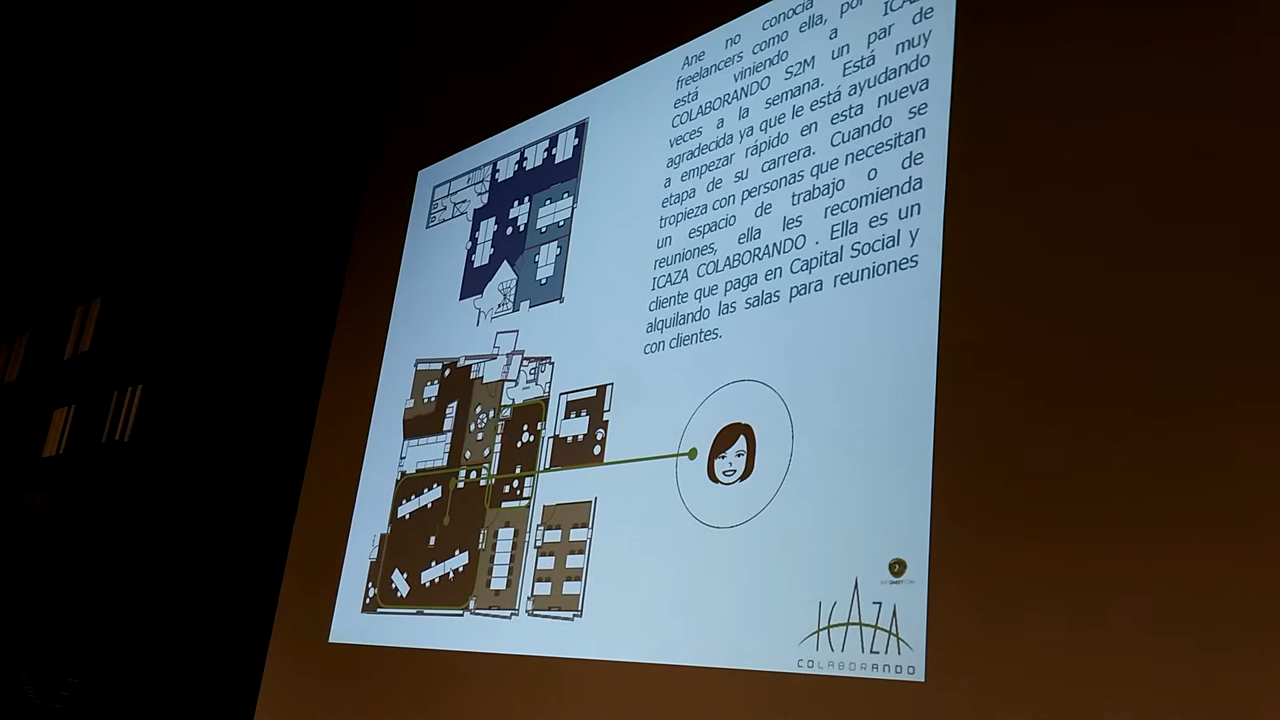 Ane no conocía
freelancers como ella, por
está viniendo a
COLABORANDO S2M un par de
veces a la semana. Está muy
agradecida ya que le está ayudando
a empezar rápido en esta nueva
etapa de su carrera. Cuando se
tropieza con personas que necesitan
un espacio de trabajo o de
reuniones, ella les recomienda
ICAZA COLABORANDO . Ella es un
cliente que paga en Capital Social y
alquilando las salas para reuniones
con clientes.
ICAZA
COLABORANDO